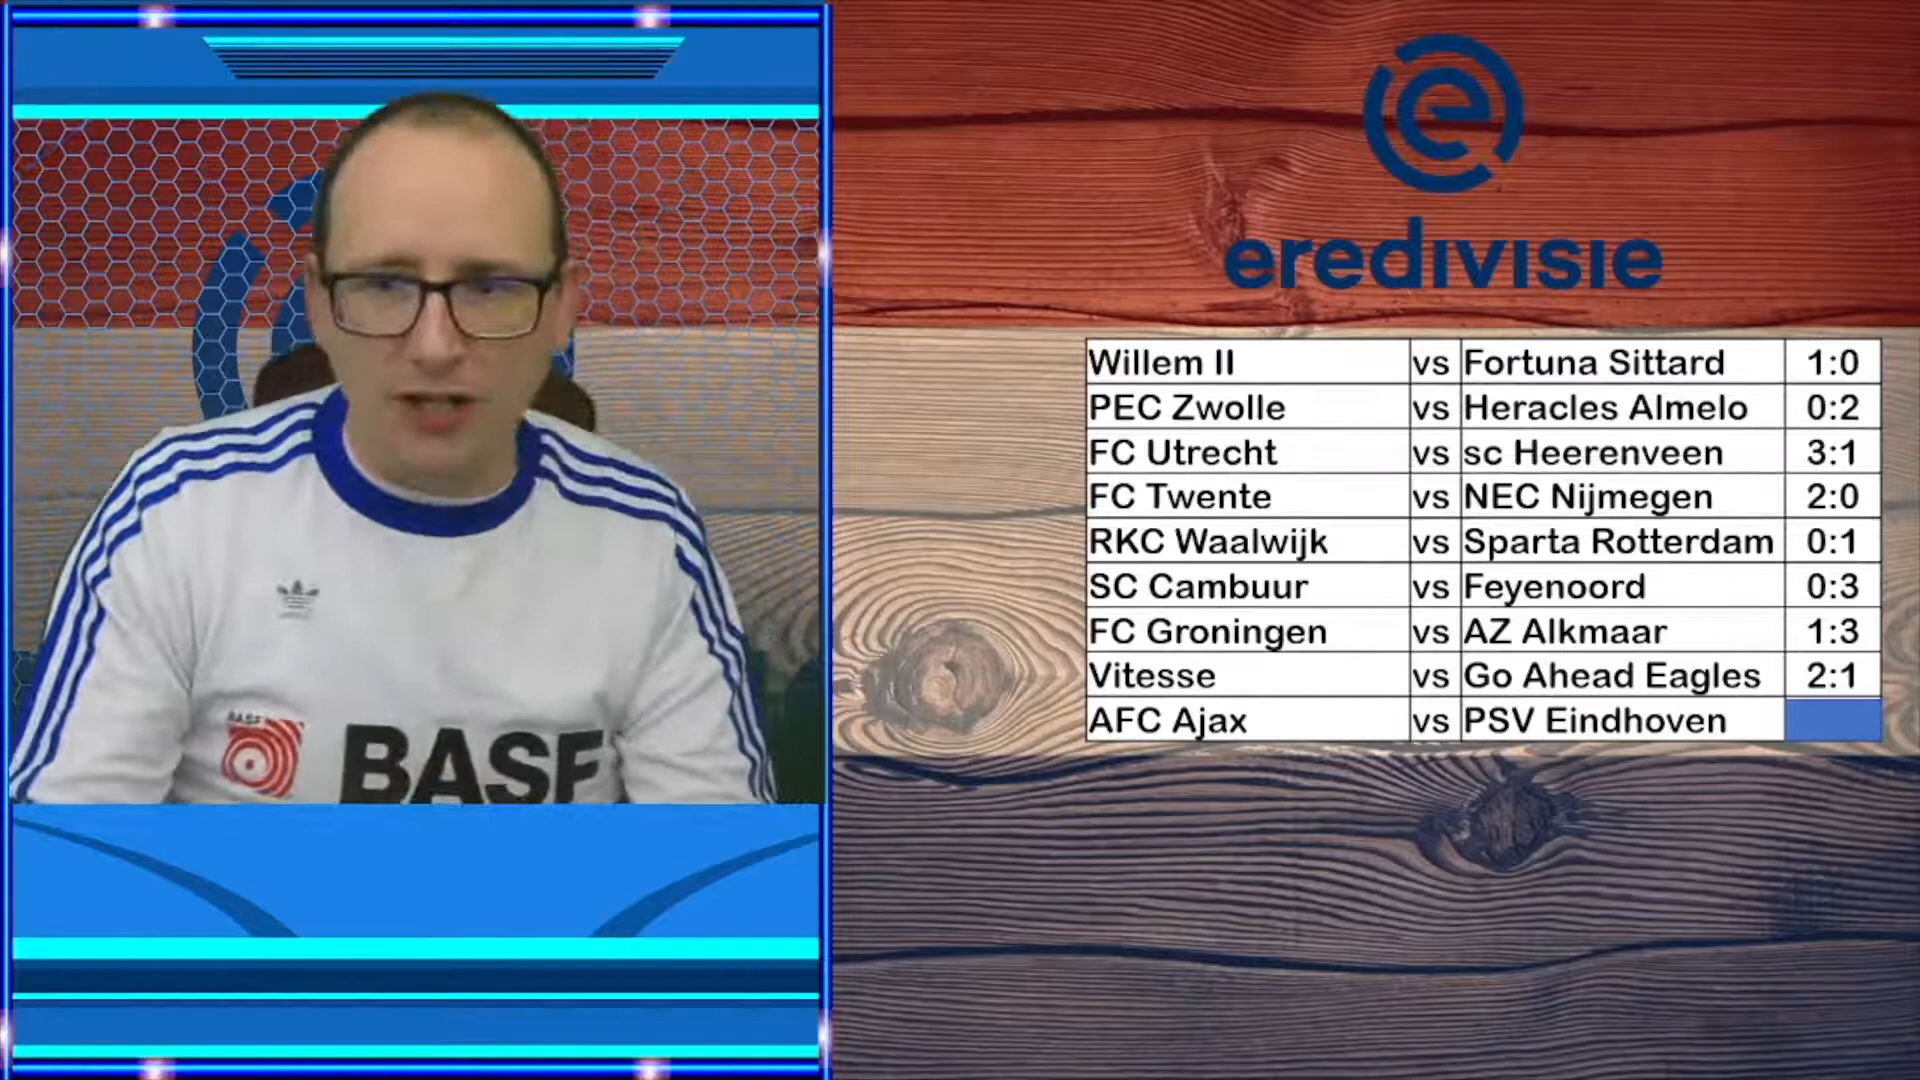 BASF
BASF
eredivisie
Willem II vs Fortuna Sittard 1:0
PEC Zwolle vs Heracles Almelo 0:2
FC Utrecht vs sc Heerenveen 3:1
FC Twente vs NEC Nijmegen 2:0
RKC Waalwijk vs Sparta Rotterdam 0:1
SC Cambuur vs Feyenoord 0:3
FC Groningen vs AZ Alkmaar 1:3
Vitesse vs Go Ahead Eagles 2:1
AFC Ajax vs PSV Eindhoven